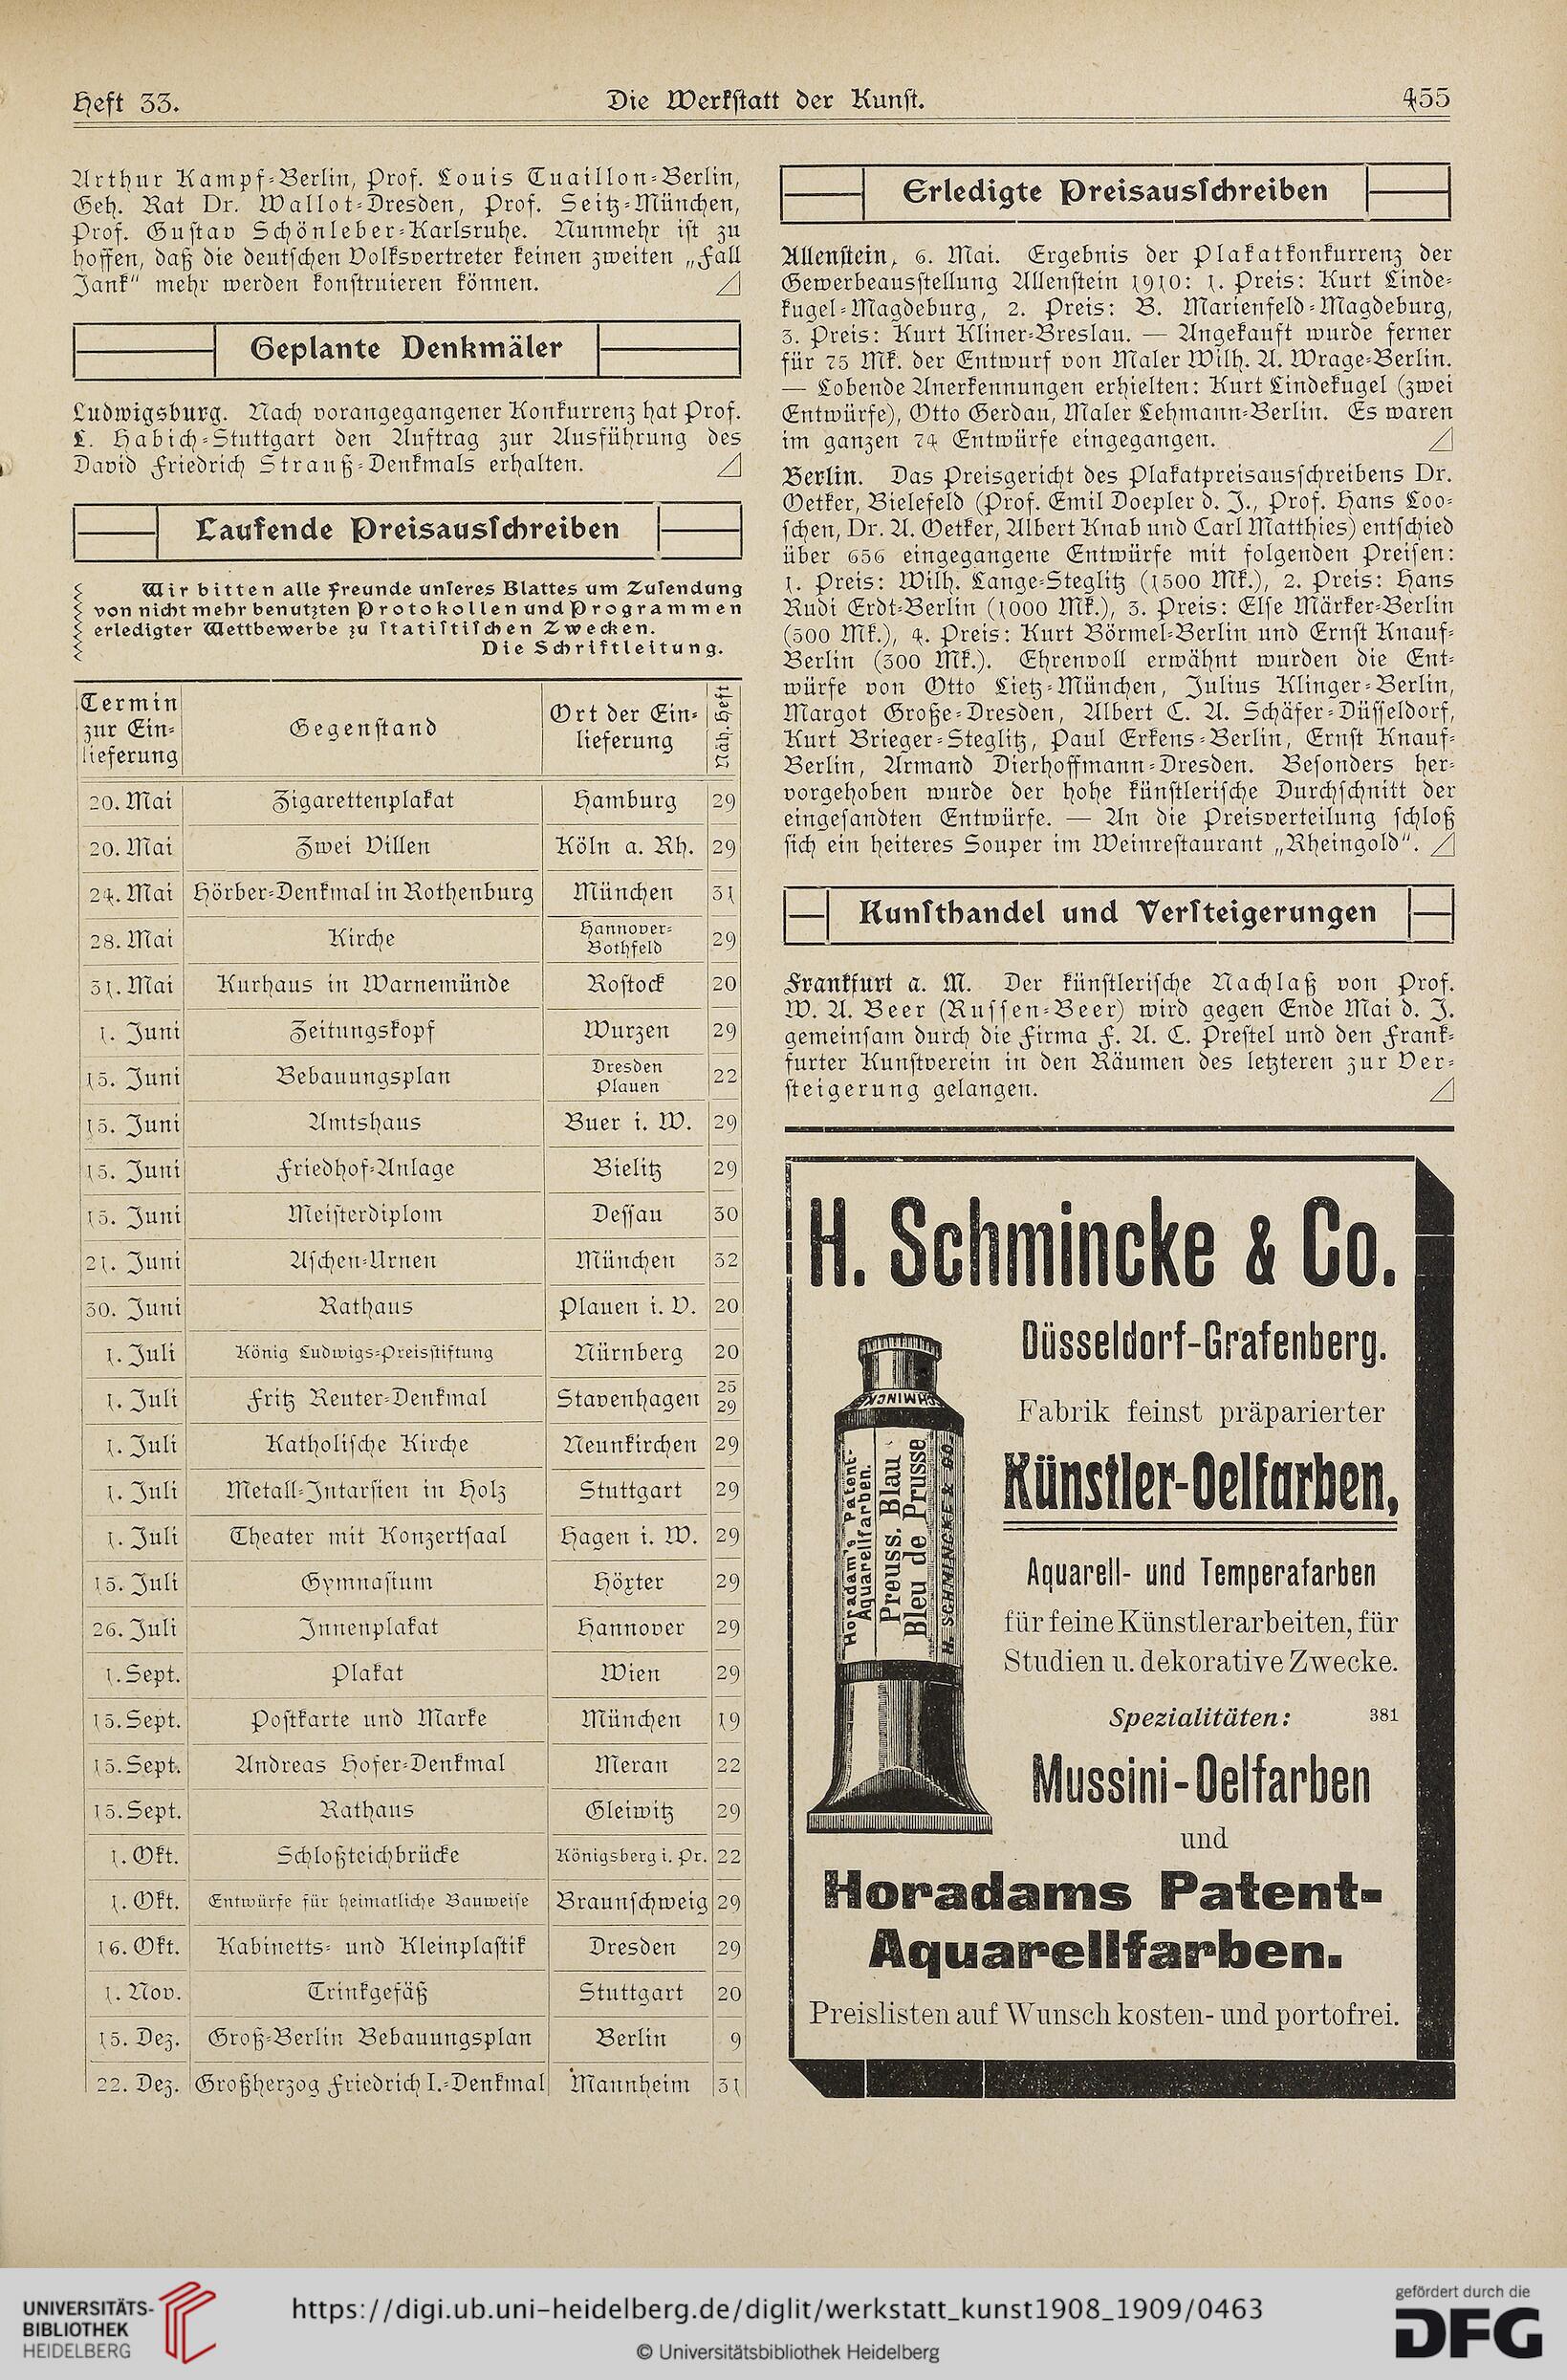 Heft 33.
Die Werkstatt der Kunst.
455
Arthur Kampf-Berlin, Prof. Louis Tuaillon-Berlin,
Geh. Rat Dr. Wallot-Dresden, Prof. Seitz-München,
Prof. Gustav Schönleber-Karlsruhe. Nunmehr ist zu
hoffen, daß die deutschen Volksvertreter keinen zweiten „Fall
Jank“ mehr werden konstruieren können.
Geplante Denkmäler
Ludwigsburg. Nach vorangegangener Konkurrenz hat Prof.
L. Habich-Stuttgart den Auftrag zur Ausführung des
David Friedrich Strauß-Denkmals erhalten.
Laufende Preisausschreiben
Wir bitten alle Freunde unseres Blattes um Zusendung
von nicht mehr benutzten Protokollen und Programmen
erledigter Wettbewerbe zu statistischen Zwecken.
Die Schriftleitung.
Termin zur Ein-lieferung | Gegenstand | Ort der Ein-lieferung | Näh. Heft
20. Mai | Zigarettenplakat | Hamburg | 29
20. Mai | Zwei Villen | Köln a. Rh. | 29
24. Mai | Hörber-Denkmal in Rothenburg | München | 31
28. Mai | Kirche | Hannover-Bothfeld | 29
31. Mai | Kurhaus in Warnemünde | Rostock | 20
1. Juni | Zeitungskopf | Wurzen | 29
15. Juni | Bebauungsplan | Dresden Plauen | 22
15. Juni | Amtshaus | Buer i. W. | 29
15. Juni | Friedhof-Anlage | Bielitz | 29
15. Juni | Meisterdiplom | Dessau | 30
21. Juni | Aschen-Urnen | München | 32
30. Juni | Rathaus | Plauen i. V. | 20
1. Juli | König Ludwigs-Preisstiftung | Nürnberg | 20
1. Juli | Fritz Reuter-Denkmal | Stavenhagen | 25 29
1. Juli | Katholische Kirche | Neunkirchen | 29
1. Juli | Metall-Intarsien in Holz | Stuttgart | 29
1. Juli | Theater mit Konzertsaal | Hagen i. W. | 29
15. Juli | Gymnasium | Höxter | 29
26. Juli | Innenplakat | Hannover | 29
1. Sept. | Plakat | Wien | 29
15. Sept. | Postkarte und Marke | München | 19
15. Sept. | Andreas Hofer-Denkmal | Meran | 22
15. Sept. | Rathaus | Gleiwitz | 29
1. Okt. | Schloßteichbrücke | Königsberg i. Pr. | 22
1. Okt. | Entwürfe für heimatliche Bauweise | Braunschweig | 29
16. Okt. | Kabinetts- und Kleinplastik | Dresden | 29
1. Nov. | Trinkgefäß | Stuttgart | 20
15. Dez. | Groß-Berlin Bebauungsplan | Berlin | 9
22. Dez. | Großherzog Friedrich I.-Denkmal | Mannheim | 31
Erledigte Preisausschreiben
Allenstein, 6. Mai. Ergebnis der Plakatkonkurrenz der
Gewerbeausstellung Allenstein 1910: 1. Preis: Kurt Linde-
kugel-Magdeburg, 2. Preis: B. Marienfeld-Magdeburg,
3. Preis: Kurt Kliner-Breslau. — Angekauft wurde ferner
für 75 Mk. der Entwurf von Maler Wilh. A. Wrage-Berlin.
— Lobende Anerkennungen erhielten: Kurt Lindekugel (zwei
Entwürfe), Otto Gerdau, Maler Lehmann-Berlin. Es waren
im ganzen 74 Entwürfe eingegangen.
Berlin. Das Preisgericht des Plakatpreisausschreibens Dr.
Oetker, Bielefeld (Prof. Emil Doepler d. J., Prof. Hans Loo-
schen, Dr. A. Oetker, Albert Knab und Carl Matthies) entschied
über 656 eingegangene Entwürfe mit folgenden Preisen:
1. Preis: Wilh. Lange-Steglitz (1500 Mk.), 2. Preis: Hans
Rudi Erdt-Berlin (1000 Mk.), 3. Preis: Else Märker-Berlin
(500 Mk.), 4. Preis: Kurt Börmel-Berlin und Ernst Knauf-
Berlin (300 Mk.). Ehrenvoll erwähnt wurden die Ent-
würfe von Otto Lietz-München, Julius Klinger-Berlin,
Margot Große-Dresden, Albert C. A. Schäfer-Düsseldorf,
Kurt Brieger-Steglitz, Paul Erkens-Berlin, Ernst Knauf-
Berlin, Armand Dierhoffmann-Dresden. Besonders her-
vorgehoben wurde der hohe künstlerische Durchschnitt der
eingesandten Entwürfe. — An die Preisverteilung schloß
sich ein heiteres Souper im Weinrestaurant „Rheingold“.
Kunsthandel und Versteigerungen
Frankfurt a. M. Der künstlerische Nachlaß von Prof.
W. A. Beer (Russen-Beer) wird gegen Ende Mai d. J.
gemeinsam durch die Firma F. A. C. Prestel und den Frank-
furter Kunstverein in den Räumen des letzteren zur Ver-
steigerung gelangen.
H. Schmincke & Co.
Düsseldorf-Grafenberg.
Fabrik feinst präparierter
Künstler-Oelfarben,
Aquarell- und Temperafarben
für feine Künstlerarbeiten, für
Studien u. dekorative Zwecke.
Spezialitäten:
381
Mussini-Oelfarben
und
Horadams Patent-
Aquarellfarben.
Preislisten auf Wunsch kosten- und portofrei.
Horadam's Patent-
Aquarellfarben.
Preuss. Blau
Bleu de Prusse
H. SCHMINCKE & CO.
UNIVERSITÄTS-
BIBLIOTHEK
HEIDELBERG
https://digi.ub.uni-heidelberg.de/diglit/werkstatt_kunst1908_1909/0463
© Universitätsbibliothek Heidelberg
gefördert durch die
DFG